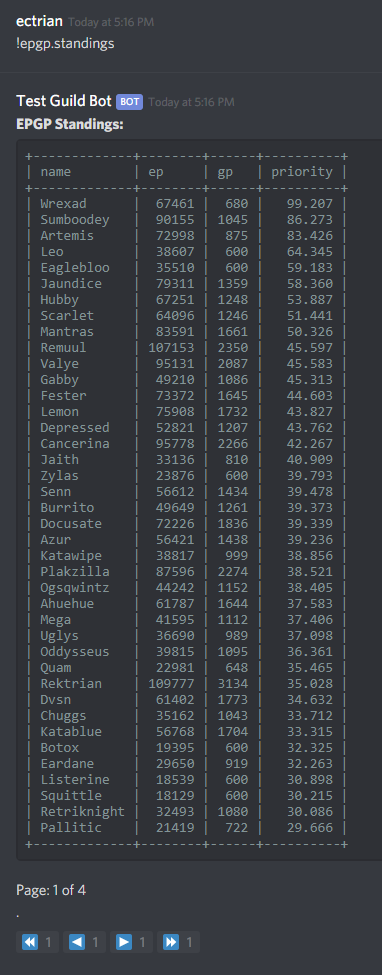 ectrian Today at 5:16 PM
!epgp.standings
Test Guild Bot BOT Today at 5:16 PM
EPGP Standings:
+-------------+--------+------+----------+
| name        | ep     | gp   | priority |
+-------------+--------+------+----------+
| Wrexad      |  67461 |  680 |   99.207 |
| Sumboodey   |  90155 | 1045 |   86.273 |
| Artemis     |  72998 |  875 |   83.426 |
| Leo         |  38607 |  600 |   64.345 |
| Eaglebloo   |  35510 |  600 |   59.183 |
| Jaundice    |  79311 | 1359 |   58.360 |
| Hubby       |  67251 | 1248 |   53.887 |
| Scarlet     |  64096 | 1246 |   51.441 |
| Mantras     |  83591 | 1661 |   50.326 |
| Remuul      | 107153 | 2350 |   45.597 |
| Valye       |  95131 | 2087 |   45.583 |
| Gabby       |  49210 | 1086 |   45.313 |
| Fester      |  73372 | 1645 |   44.603 |
| Lemon       |  75908 | 1732 |   43.827 |
| Depressed   |  52821 | 1207 |   43.762 |
| Cancerina   |  95778 | 2266 |   42.267 |
| Jaith       |  33136 |  810 |   40.909 |
| Zylas       |  23876 |  600 |   39.793 |
| Senn        |  56612 | 1434 |   39.478 |
| Burrito     |  49649 | 1261 |   39.373 |
| Docusate    |  72226 | 1836 |   39.339 |
| Azur        |  56421 | 1438 |   39.236 |
| Katawipe    |  38817 |  999 |   38.856 |
| Plakzilla   |  87596 | 2274 |   38.521 |
| Ogsqwintz   |  44242 | 1152 |   38.405 |
| Ahuehue     |  61787 | 1644 |   37.583 |
| Mega        |  41595 | 1112 |   37.406 |
| Uglys       |  36690 |  989 |   37.098 |
| Oddysseus   |  39815 | 1095 |   36.361 |
| Quam        |  22981 |  648 |   35.465 |
| Rektrian    | 109777 | 3134 |   35.028 |
| Dvsn        |  61402 | 1773 |   34.632 |
| Chuggs      |  35162 | 1043 |   33.712 |
| Katablue    |  56768 | 1704 |   33.315 |
| Botox       |  19395 |  600 |   32.325 |
| Eardane     |  29650 |  919 |   32.263 |
| Listerine   |  18539 |  600 |   30.898 |
| Squittle    |  18129 |  600 |   30.215 |
| Retriknight |  32493 | 1080 |   30.086 |
| Pallitic    |  21419 |  722 |   29.666 |
+-------------+--------+------+----------+
Page: 1 of 4
.
⏪ 1 ◀ 1 ▶ 1 ⏩ 1